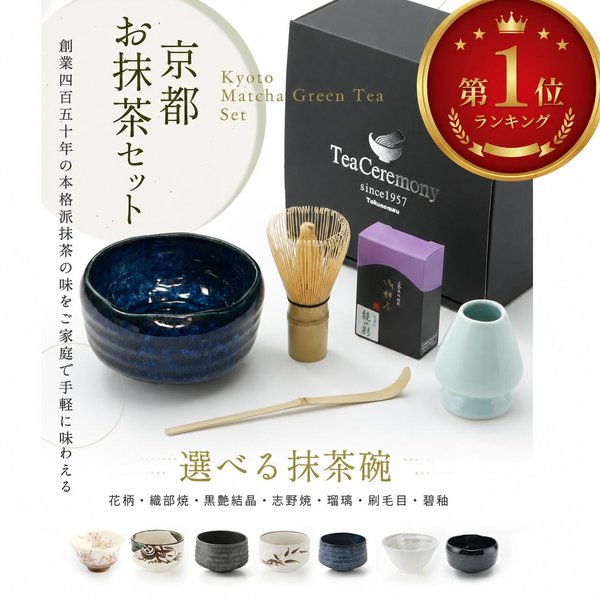 京都
お抹茶セット
創業四百五十年の本格派抹茶の味をご家庭で手軽に味わえる
Kyoto
Matcha Green Tea
Set
第1位
ランキング
TeaCeremony
since1957
Tokunomau
選べる抹茶碗
花柄・織部焼・黒艶結晶・志野焼・瑠璃・刷毛目・碧釉